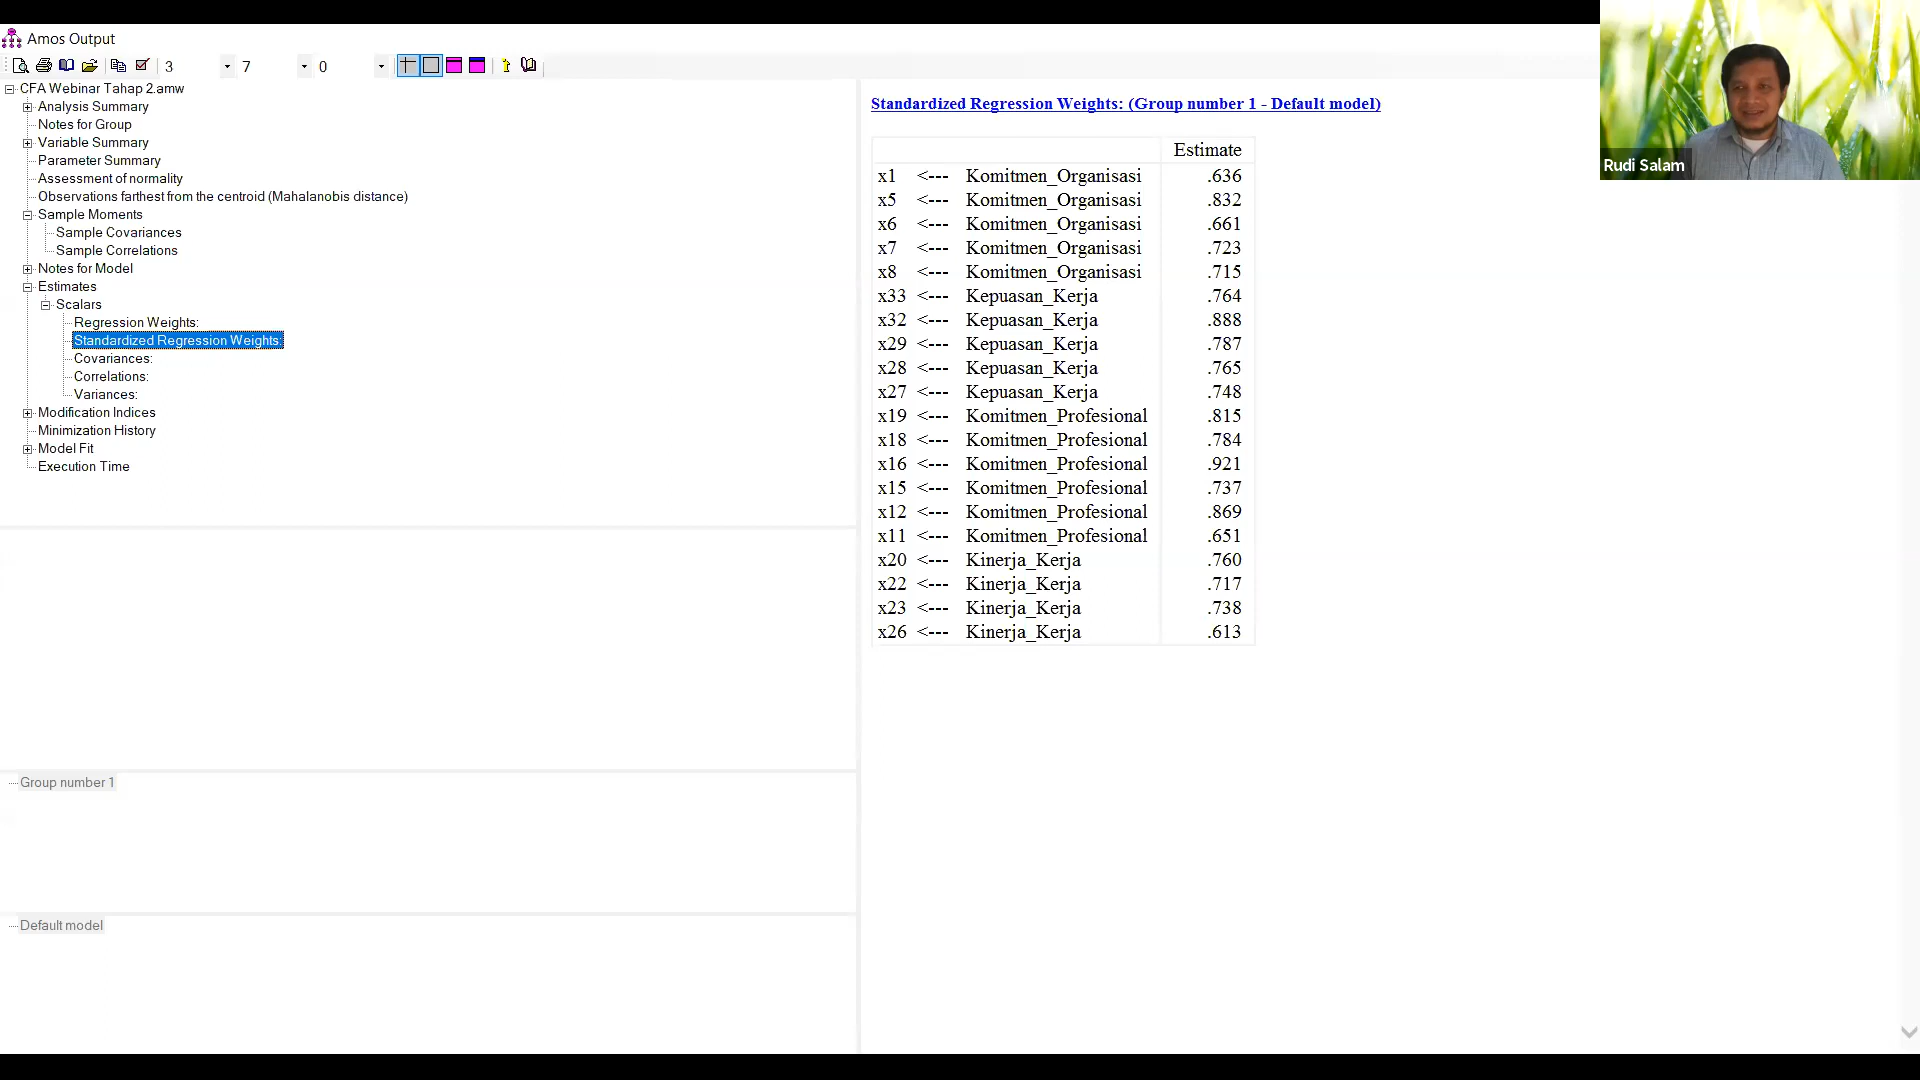 Amos Output
3 7 0
CFA Webinar Tahap 2.amw
Analysis Summary
Notes for Group
Variable Summary
Parameter Summary
Assessment of normality
Observations farthest from the centroid (Mahalanobis distance)
Sample Moments
Sample Covariances
Sample Correlations
Notes for Model
Estimates
Scalars
Regression Weights:
Standardized Regression Weights:
Covariances:
Correlations:
Variances:
Modification Indices
Minimization History
Model Fit
Execution Time
Group number 1
Default model
Standardized Regression Weights: (Group number 1 - Default model)
Estimate
x1 <--- Komitmen_Organisasi .636
x5 <--- Komitmen_Organisasi .832
x6 <--- Komitmen_Organisasi .661
x7 <--- Komitmen_Organisasi .723
x8 <--- Komitmen_Organisasi .715
x33 <--- Kepuasan_Kerja .764
x32 <--- Kepuasan_Kerja .888
x29 <--- Kepuasan_Kerja .787
x28 <--- Kepuasan_Kerja .765
x27 <--- Kepuasan_Kerja .748
x19 <--- Komitmen_Profesional .815
x18 <--- Komitmen_Profesional .784
x16 <--- Komitmen_Profesional .921
x15 <--- Komitmen_Profesional .737
x12 <--- Komitmen_Profesional .869
x11 <--- Komitmen_Profesional .651
x20 <--- Kinerja_Kerja .760
x22 <--- Kinerja_Kerja .717
x23 <--- Kinerja_Kerja .738
x26 <--- Kinerja_Kerja .613
Rudi Salam